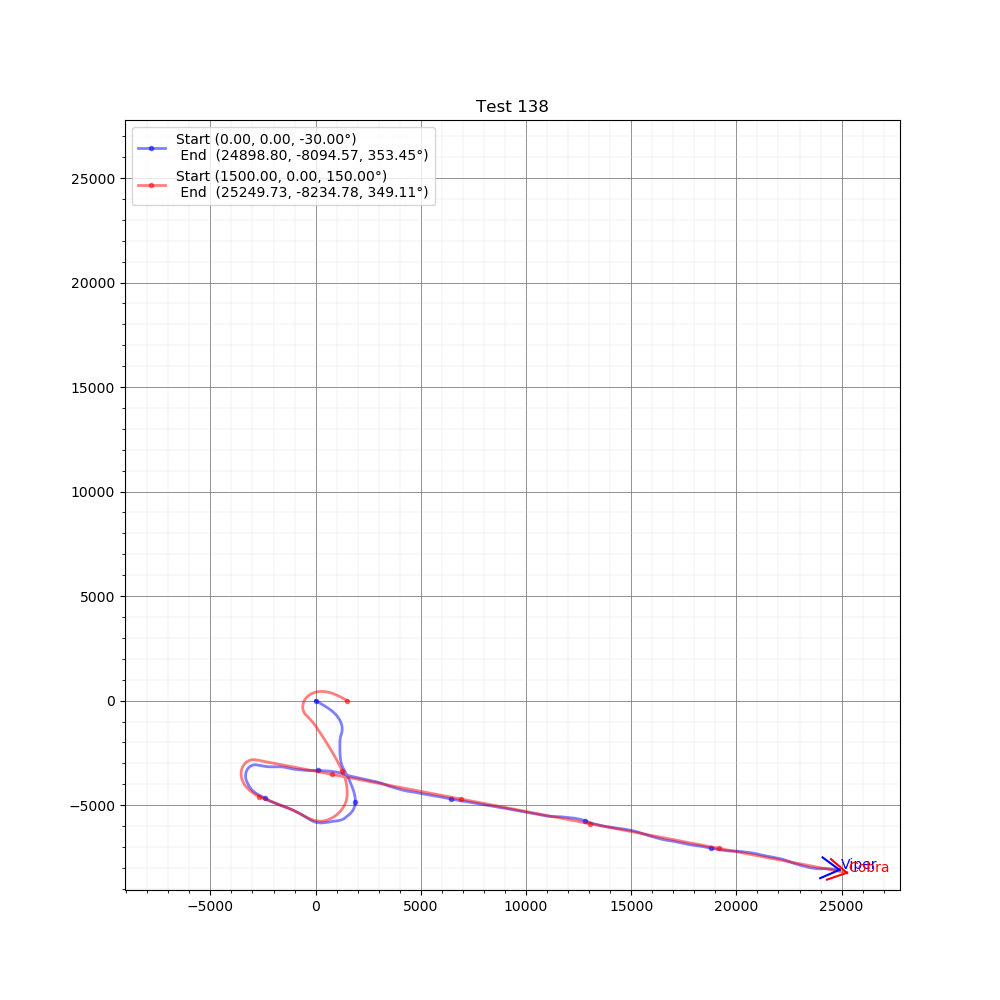 Test 138
Start (0.00, 0.00, -30.00°)
End  (24898.80, -8094.57, 353.45°)
Start (1500.00, 0.00, 150.00°)
End  (25249.73, -8234.78, 349.11°)
25000
20000
15000
10000
5000
0
−5000
Viper
Cobra
−5000
0
5000
10000
15000
20000
25000